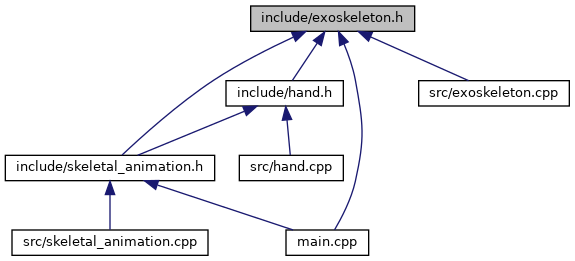 include/exoskeleton.h
include/hand.h
src/exoskeleton.cpp
include/skeletal_animation.h
src/hand.cpp
src/skeletal_animation.cpp
main.cpp